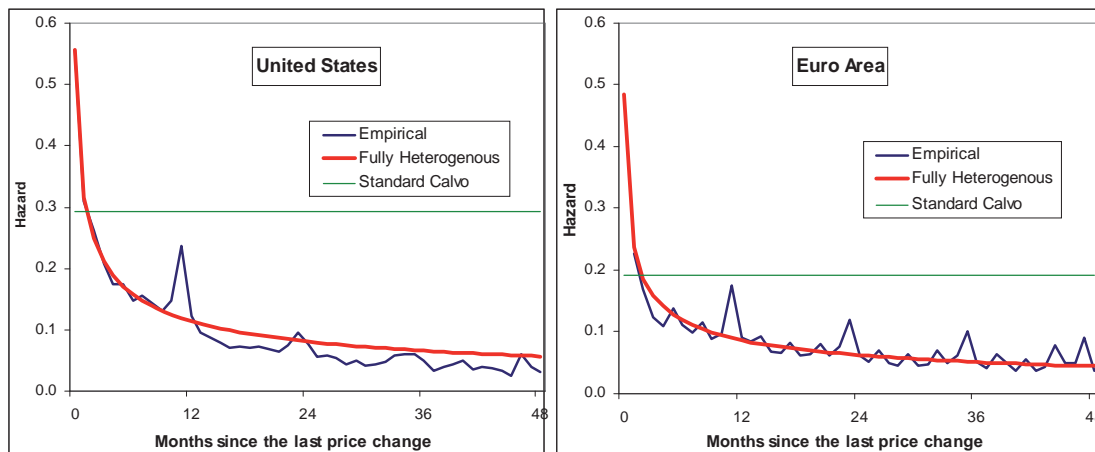 United States
Empirical
Fully Heterogenous
Standard Calvo
Hazard
0.6
0.5
0.4
0.3
0.2
0.1
0.0
0 12 24 36 48
Months since the last price change
Euro Area
Empirical
Fully Heterogenous
Standard Calvo
Hazard
0.6
0.5
0.4
0.3
0.2
0.1
0.0
0 12 24 36
Months since the last price change